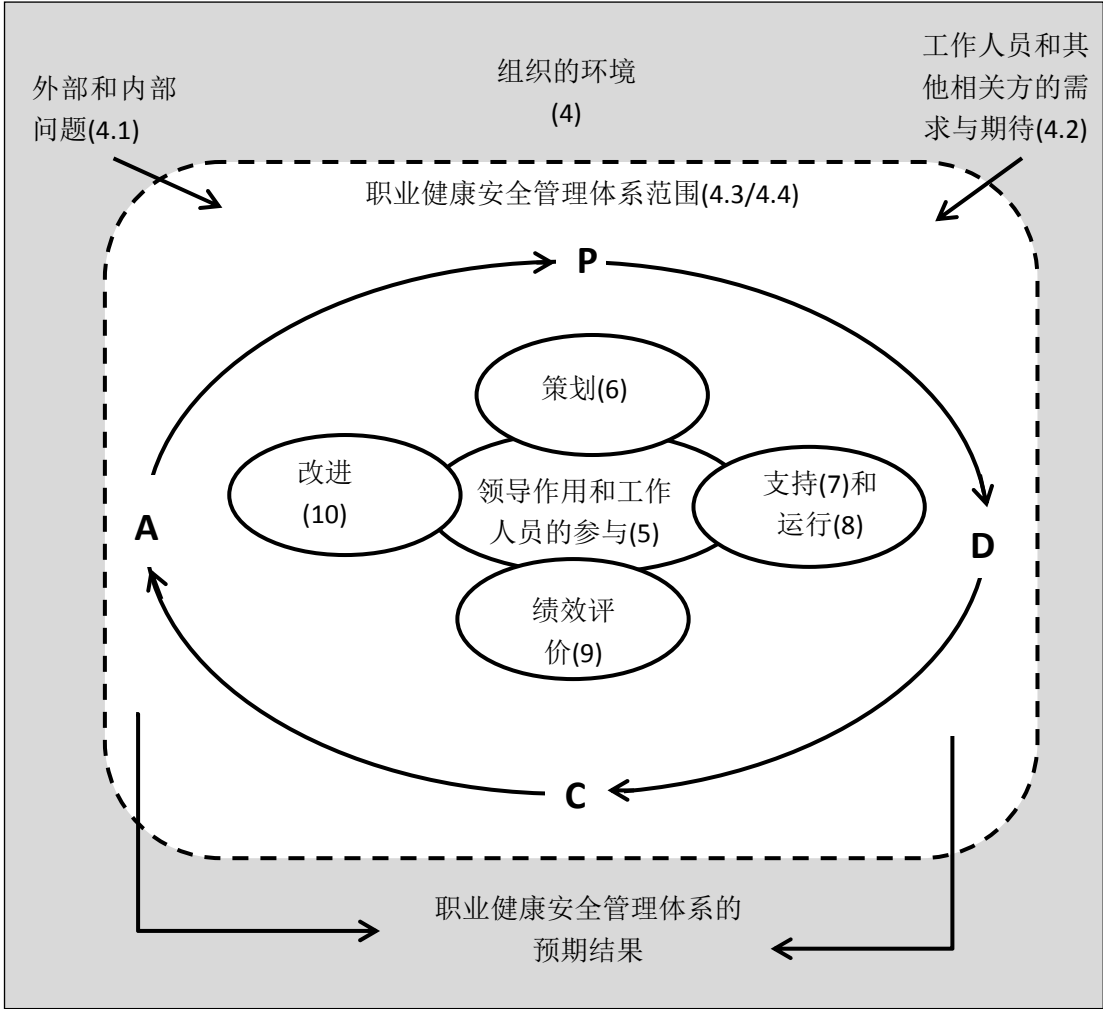 组织的环境
(4)
外部和内部
问题(4.1)
工作人员和其
他相关方的需
求与期待(4.2)
职业健康安全管理体系范围(4.3/4.4)
P
策划(6)
改进
(10)
领导作用和工作
人员的参与(5)
支持(7)和
运行(8)
A
D
绩效评
价(9)
C
职业健康安全管理体系的
预期结果